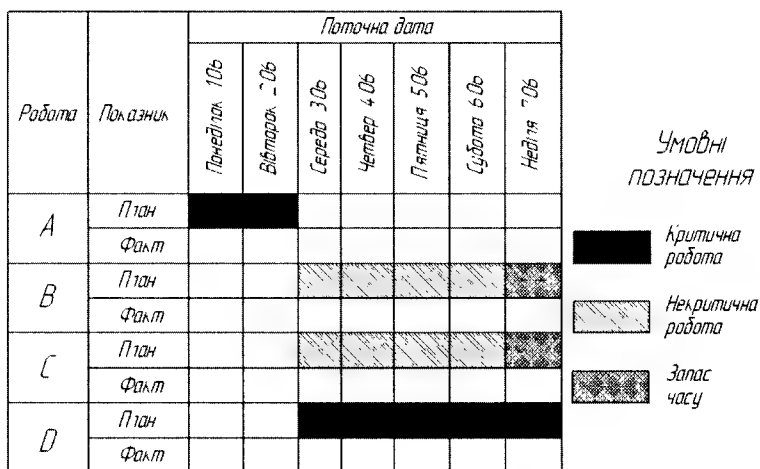 Поточна дата
Робота
Показник
Понеділок 1.06
Вівторок 2.06
Середа 3.06
Четвер 4.06
П'ятниця 5.06
Субота 6.06
Неділя 7.06
А
План
Факт
В
План
Факт
С
План
Факт
D
План
Факт
Умовні
позначення
Критична
робота
Некритична
робота
Запас
часу